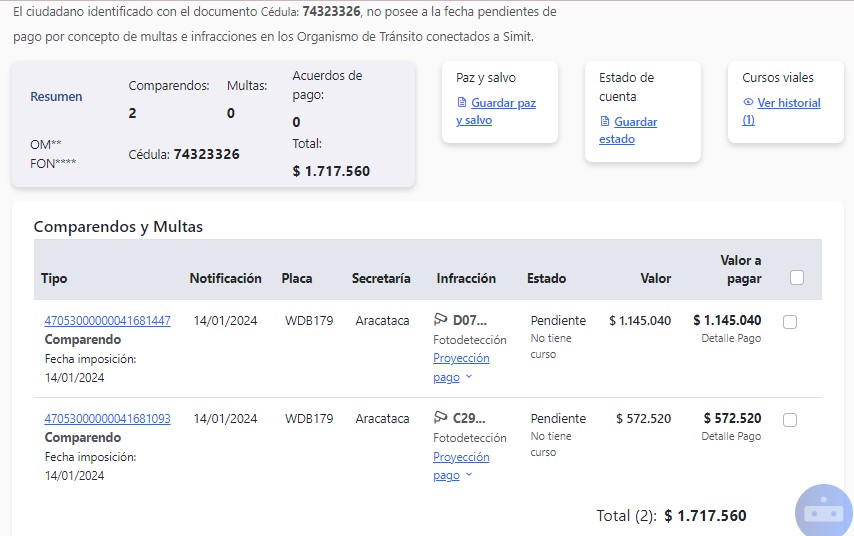 El ciudadano identificado con el documento Cédula: 74323326, no posee a la fecha pendientes de
pago por concepto de multas e infracciones en los Organismo de Tránsito conectados a Simit.
Resumen
OM**
FON****
Comparendos:
2
Multas:
0
Cédula: 74323326
Acuerdos de
pago:
0
Total:
$ 1.717.560
Paz y salvo
Guardar paz
y salvo
Estado de
cuenta
Guardar
estado
Cursos viales
Ver historial
(1)
Comparendos y Multas
Tipo Notificación Placa Secretaría Infracción Estado Valor Valor a
pagar
47053000000041681447 14/01/2024 WDB179 Aracataca D07... Pendiente $ 1.145.040 $ 1.145.040
Comparendo Fotodetección No tiene Detalle Pago
Fecha imposición: Proyección curso
14/01/2024 pago
47053000000041681093 14/01/2024 WDB179 Aracataca C29... Pendiente $ 572.520 $ 572.520
Comparendo Fotodetección No tiene Detalle Pago
Fecha imposición: Proyección curso
14/01/2024 pago
Total (2): $ 1.717.560